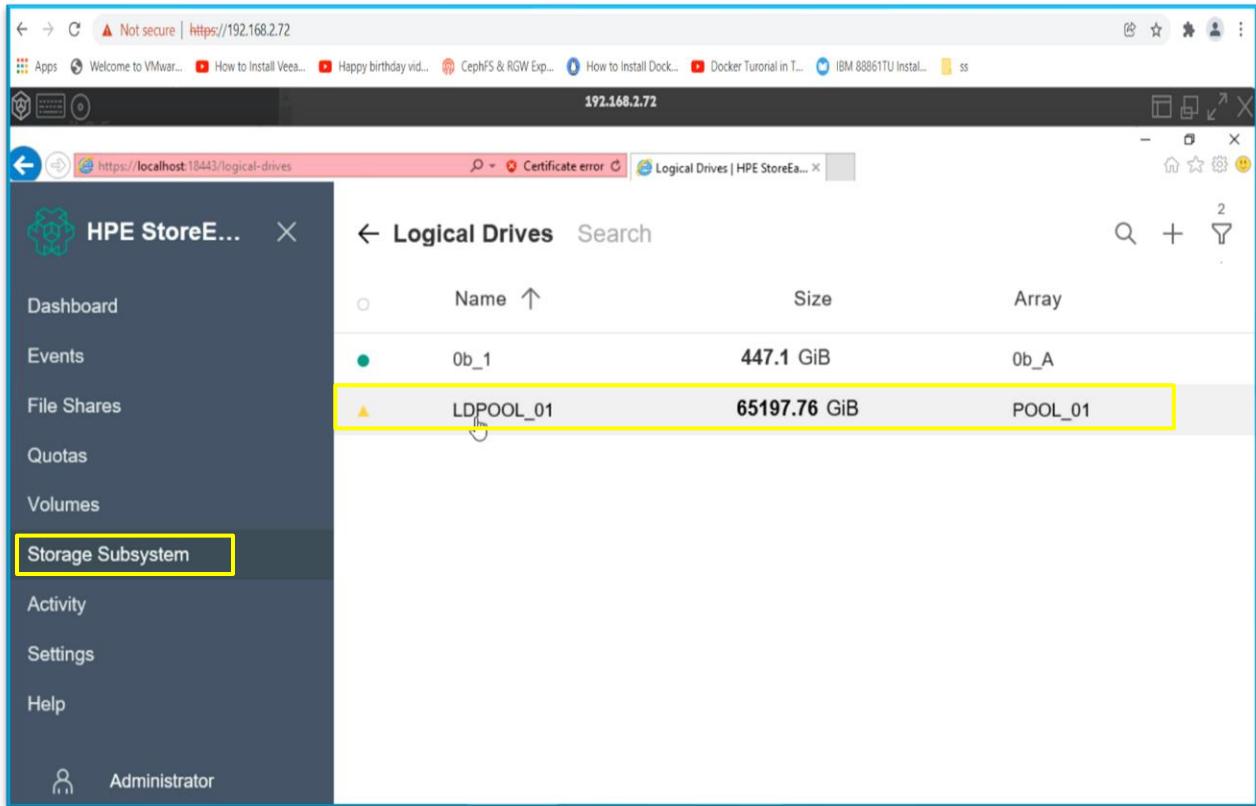 Not secure | https://192.168.2.72
Apps Welcome to VMwar... How to Install Veea... Happy birthday vid... CephFS & RGW Exp... How to Install Dock... Docker Turorial in T... IBM 88861TU Instal... ss
192.168.2.72
https://localhost:18443/logical-drives Certificate error Logical Drives | HPE StoreEa...
HPE StoreE...
Logical Drives Search
2
Dashboard
Name Size Array
Events
0b_1 447.1 GiB 0b_A
File Shares
LDPOOL_01 65197.76 GiB POOL_01
Quotas
Volumes
Storage Subsystem
Activity
Settings
Help
Administrator